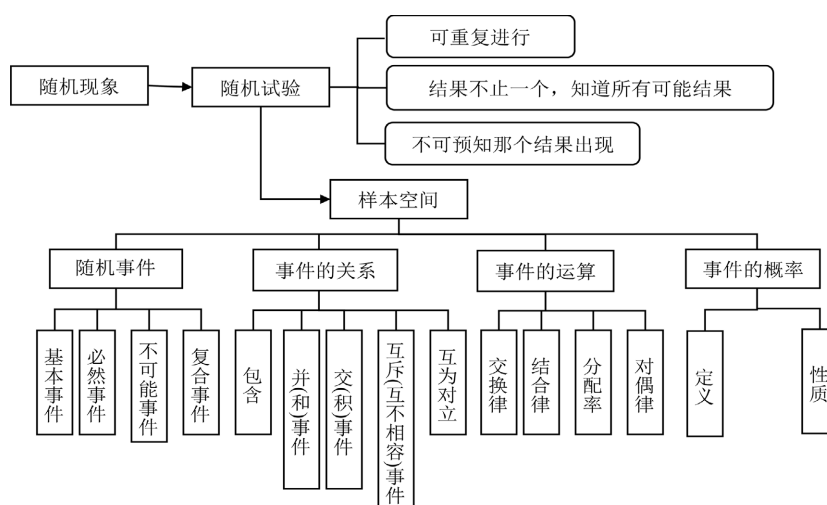 可重复进行
随机现象
随机试验
结果不止一个，知道所有可能结果
不可预知那个结果出现
样本空间
随机事件
事件的关系
事件的运算
事件的概率
基本事件
必然事件
不可能事件
复合事件
包含
并(和)事件
交(积)事件
互斥(互不相容)事件
互为对立
交换律
结合律
分配率
对偶律
定义
性质